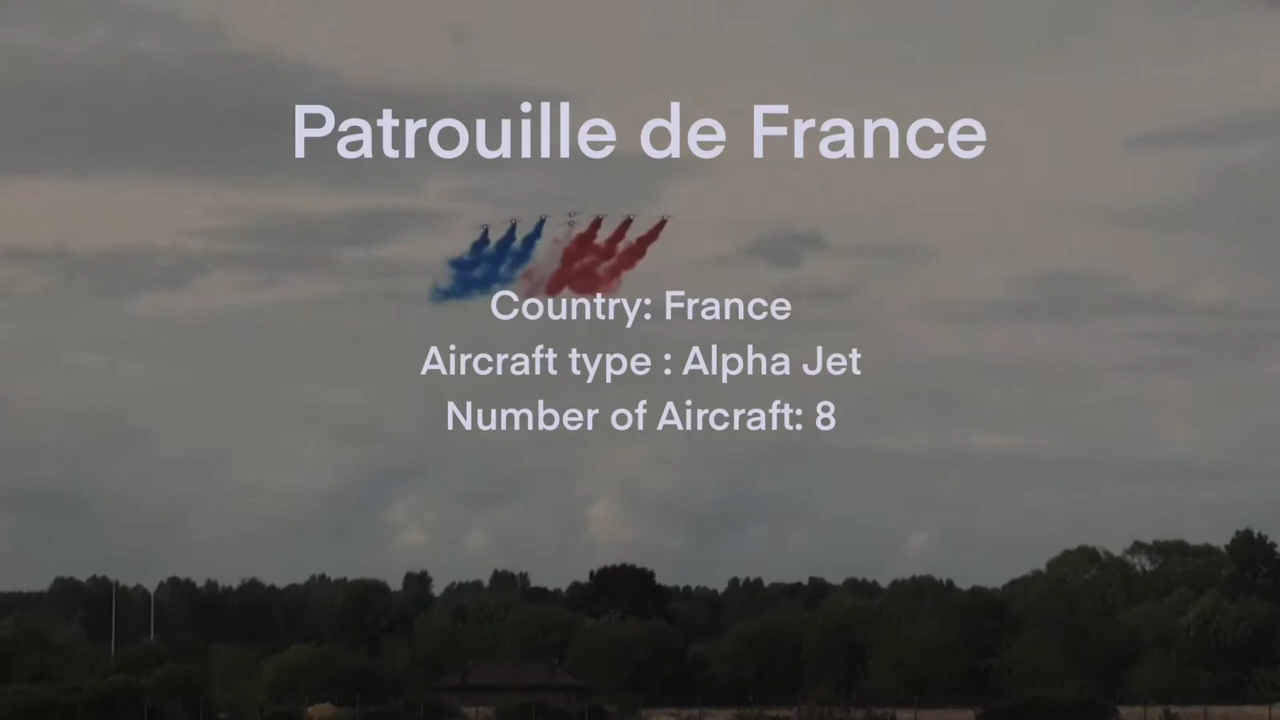 Patrouille de France
Country: France
Aircraft type : Alpha Jet
Number of Aircraft: 8